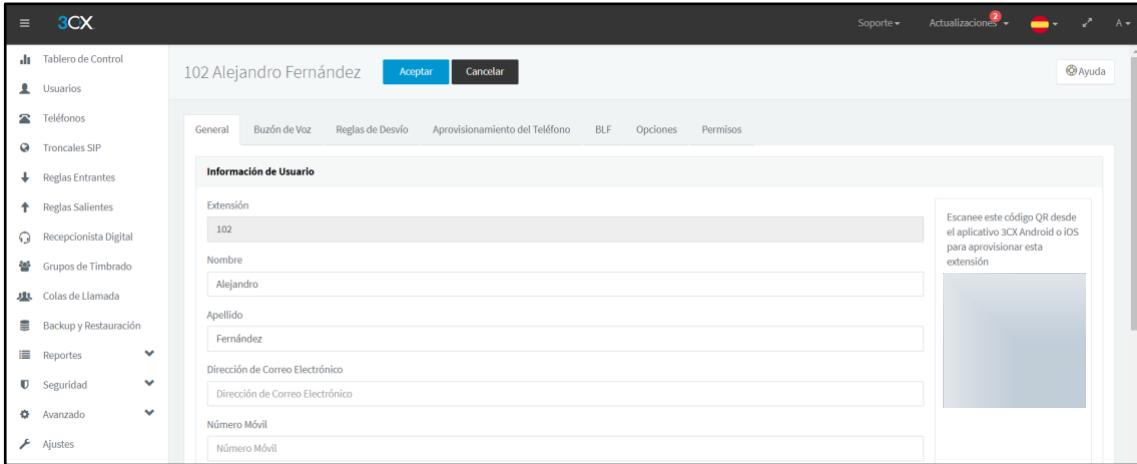 3CX
Soporte
Actualizaciones 2
A
Tablero de Control
Usuarios
Teléfonos
Troncales SIP
Reglas Entrantes
Reglas Salientes
Recepcionista Digital
Grupos de Timbrado
Colas de Llamada
Backup y Restauración
Reportes
Seguridad
Avanzado
Ajustes
102 Alejandro Fernández
Aceptar
Cancelar
Ayuda
General
Buzón de Voz
Reglas de Desvío
Aprovisionamiento del Teléfono
BLF
Opciones
Permisos
Información de Usuario
Extensión
102
Nombre
Alejandro
Apellido
Fernández
Dirección de Correo Electrónico
Dirección de Correo Electrónico
Número Móvil
Número Móvil
Escanee este código QR desde
el aplicativo 3CX Android o iOS
para aprovisionar esta
extensión